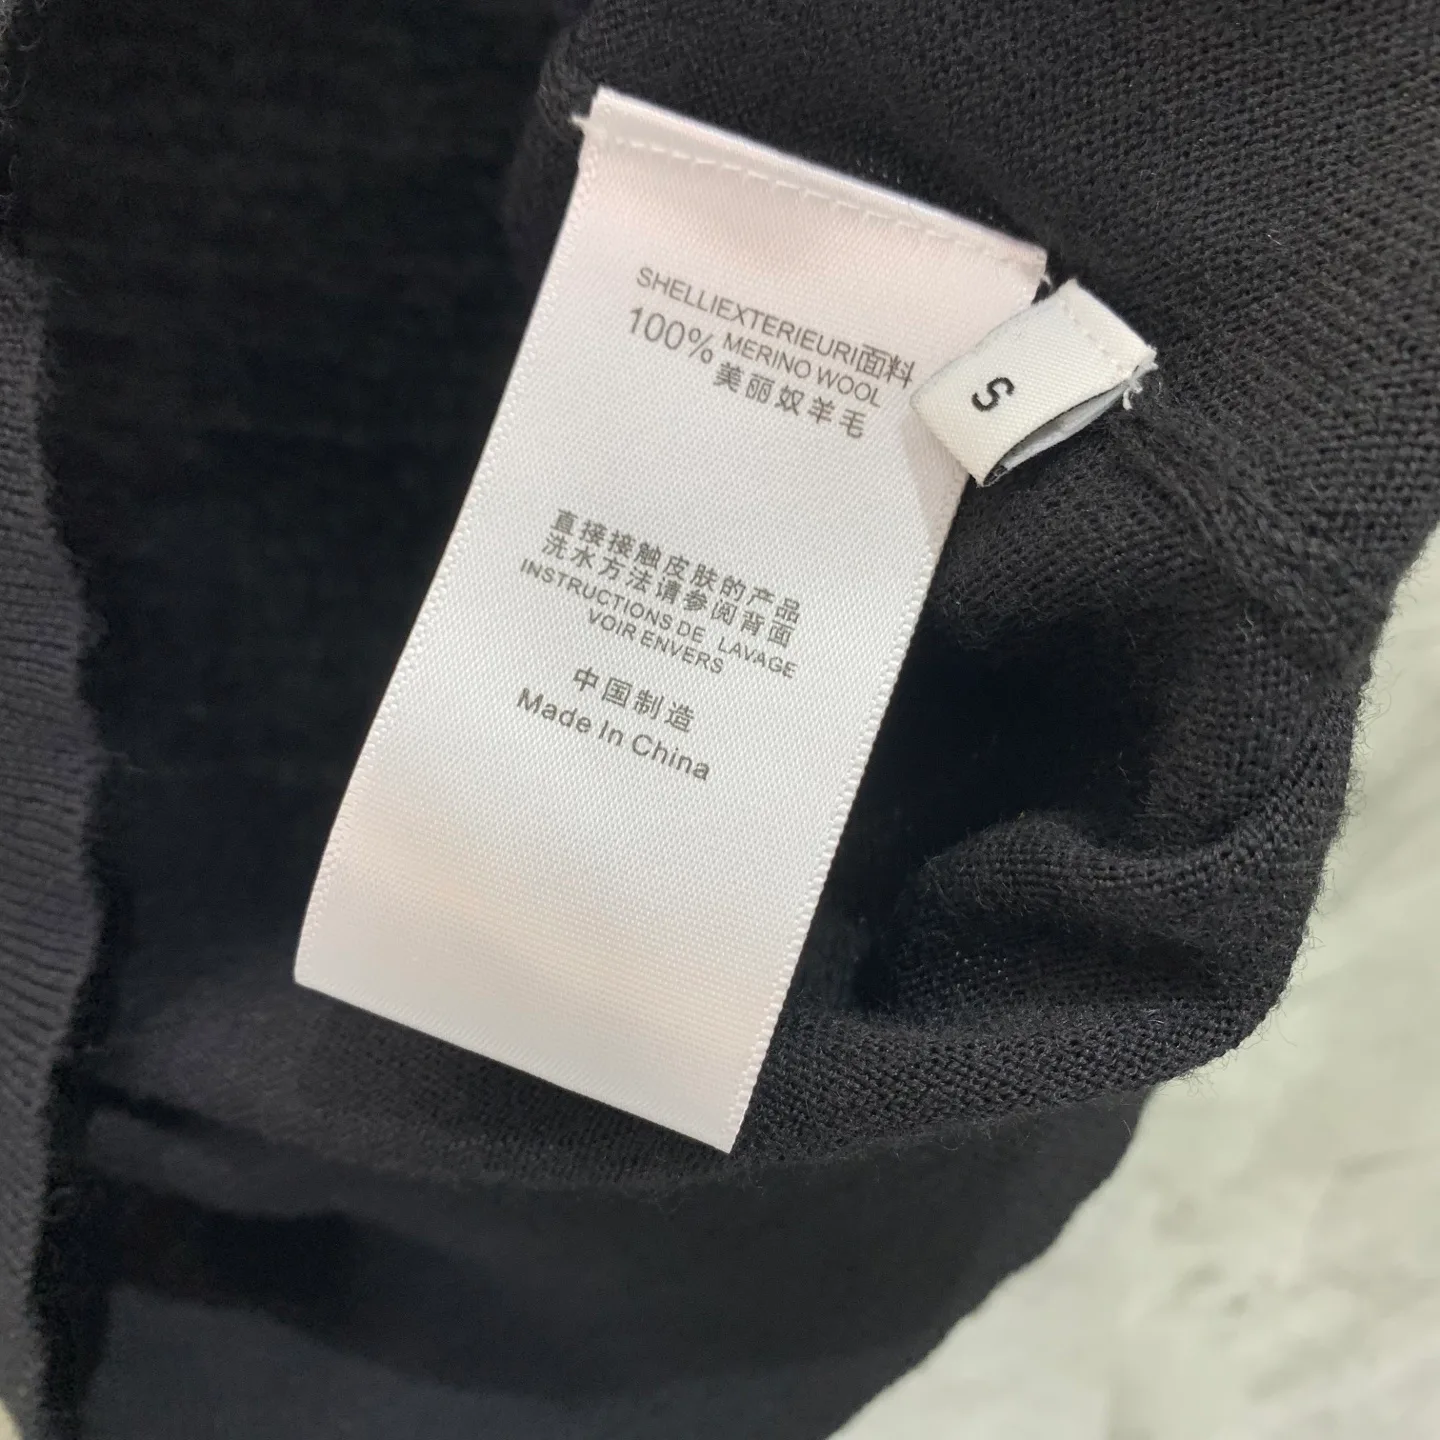 SHELLIEXTERIEURI面料
100% MERINO WOOL
美丽奴羊毛
S
直接接触皮肤的产品
洗水方法请参阅背面
INSTRUCTIONS DE LAVAGE
VOIR ENVERS
中国制造
Made In China